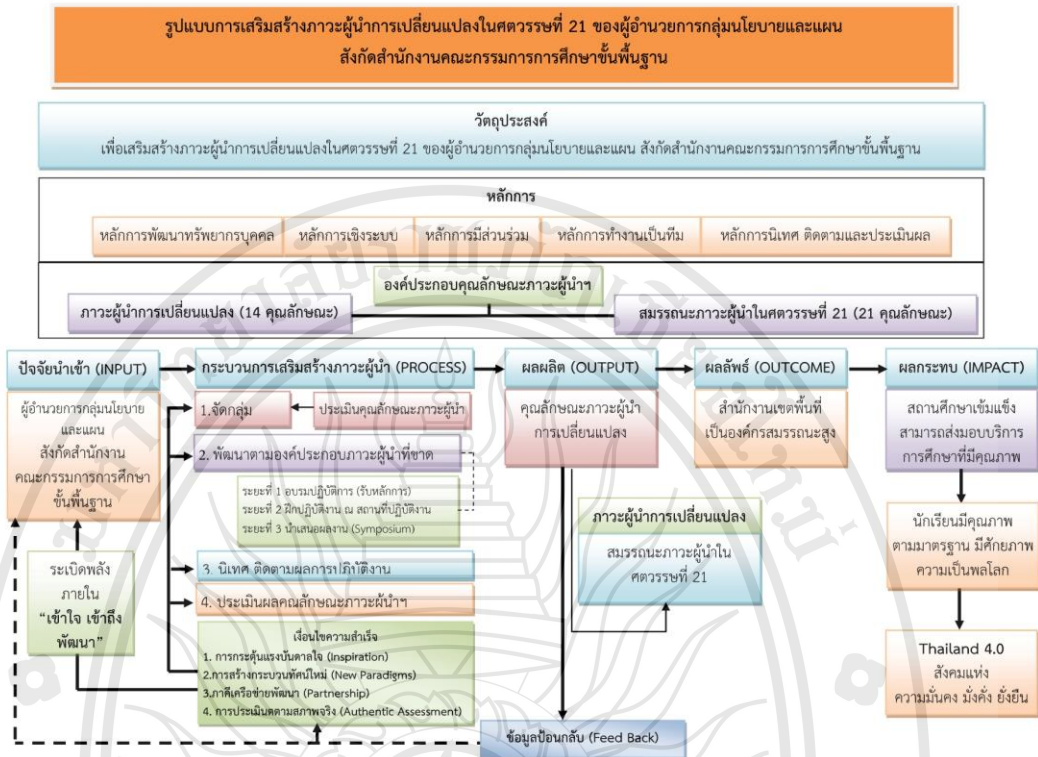 รูปแบบการเสริมสร้างภาวะผู้นำการเปลี่ยนแปลงในศตวรรษที่ 21 ของผู้อำนวยการกลุ่มนโยบายและแผน
สังกัดสำนักงานคณะกรรมการการศึกษาขั้นพื้นฐาน
วัตถุประสงค์
เพื่อเสริมสร้างภาวะผู้นำการเปลี่ยนแปลงในศตวรรษที่ 21 ของผู้อำนวยการกลุ่มนโยบายและแผน สังกัดสำนักงานคณะกรรมการการศึกษาขั้นพื้นฐาน
หลักการ
หลักการพัฒนาทรัพยากรบุคคล
หลักการเชิงระบบ
หลักการมีส่วนร่วม
หลักการทำงานเป็นทีม
หลักการนิเทศ ติดตามและประเมินผล
องค์ประกอบคุณลักษณะภาวะผู้นำฯ
ภาวะผู้นำการเปลี่ยนแปลง (14 คุณลักษณะ)
สมรรถนะภาวะผู้นำในศตวรรษที่ 21 (21 คุณลักษณะ)
ปัจจัยนำเข้า (INPUT)
ผู้อำนวยการกลุ่มนโยบาย
และแผน
สังกัดสำนักงาน
คณะกรรมการการศึกษา
ขั้นพื้นฐาน
ระเบิดพลัง
ภายใน
“เข้าใจ เข้าถึง
พัฒนา”
กระบวนการเสริมสร้างภาวะผู้นำ (PROCESS)
1.จัดกลุ่ม
ประเมินคุณลักษณะภาวะผู้นำ
2. พัฒนาตามองค์ประกอบภาวะผู้นำที่ขาด
ระยะที่ 1 อบรมปฏิบัติการ (รับหลักการ)
ระยะที่ 2 ฝึกปฏิบัติงาน ณ สถานที่ปฏิบัติงาน
ระยะที่ 3 นำเสนอผลงาน (Symposium)
3. นิเทศ ติดตามผลการปฏิบัติงาน
4. ประเมินผลคุณลักษณะภาวะผู้นำฯ
เงื่อนไขความสำเร็จ
1. การกระตุ้นแรงบันดาลใจ (Inspiration)
2.การสร้างกระบวนทัศน์ใหม่ (New Paradigms)
3.ภาคีเครือข่ายพัฒนา (Partnership)
4. การประเมินตามสภาพจริง (Authentic Assessment)
ผลผลิต (OUTPUT)
คุณลักษณะภาวะผู้นำ
การเปลี่ยนแปลง
ภาวะผู้นำการเปลี่ยนแปลง
สมรรถนะภาวะผู้นำใน
ศตวรรษที่ 21
ข้อมูลป้อนกลับ (Feed Back)
ผลลัพธ์ (OUTCOME)
สำนักงานเขตพื้นที่
เป็นองค์กรสมรรถนะสูง
ผลกระทบ (IMPACT)
สถานศึกษาเข้มแข็ง
สามารถส่งมอบบริการ
การศึกษาที่มีคุณภาพ
นักเรียนมีคุณภาพ
ตามมาตรฐาน มีศักยภาพ
ความเป็นพลโลก
Thailand 4.0
สังคมแห่ง
ความมั่นคง มั่งคั่ง ยั่งยืน